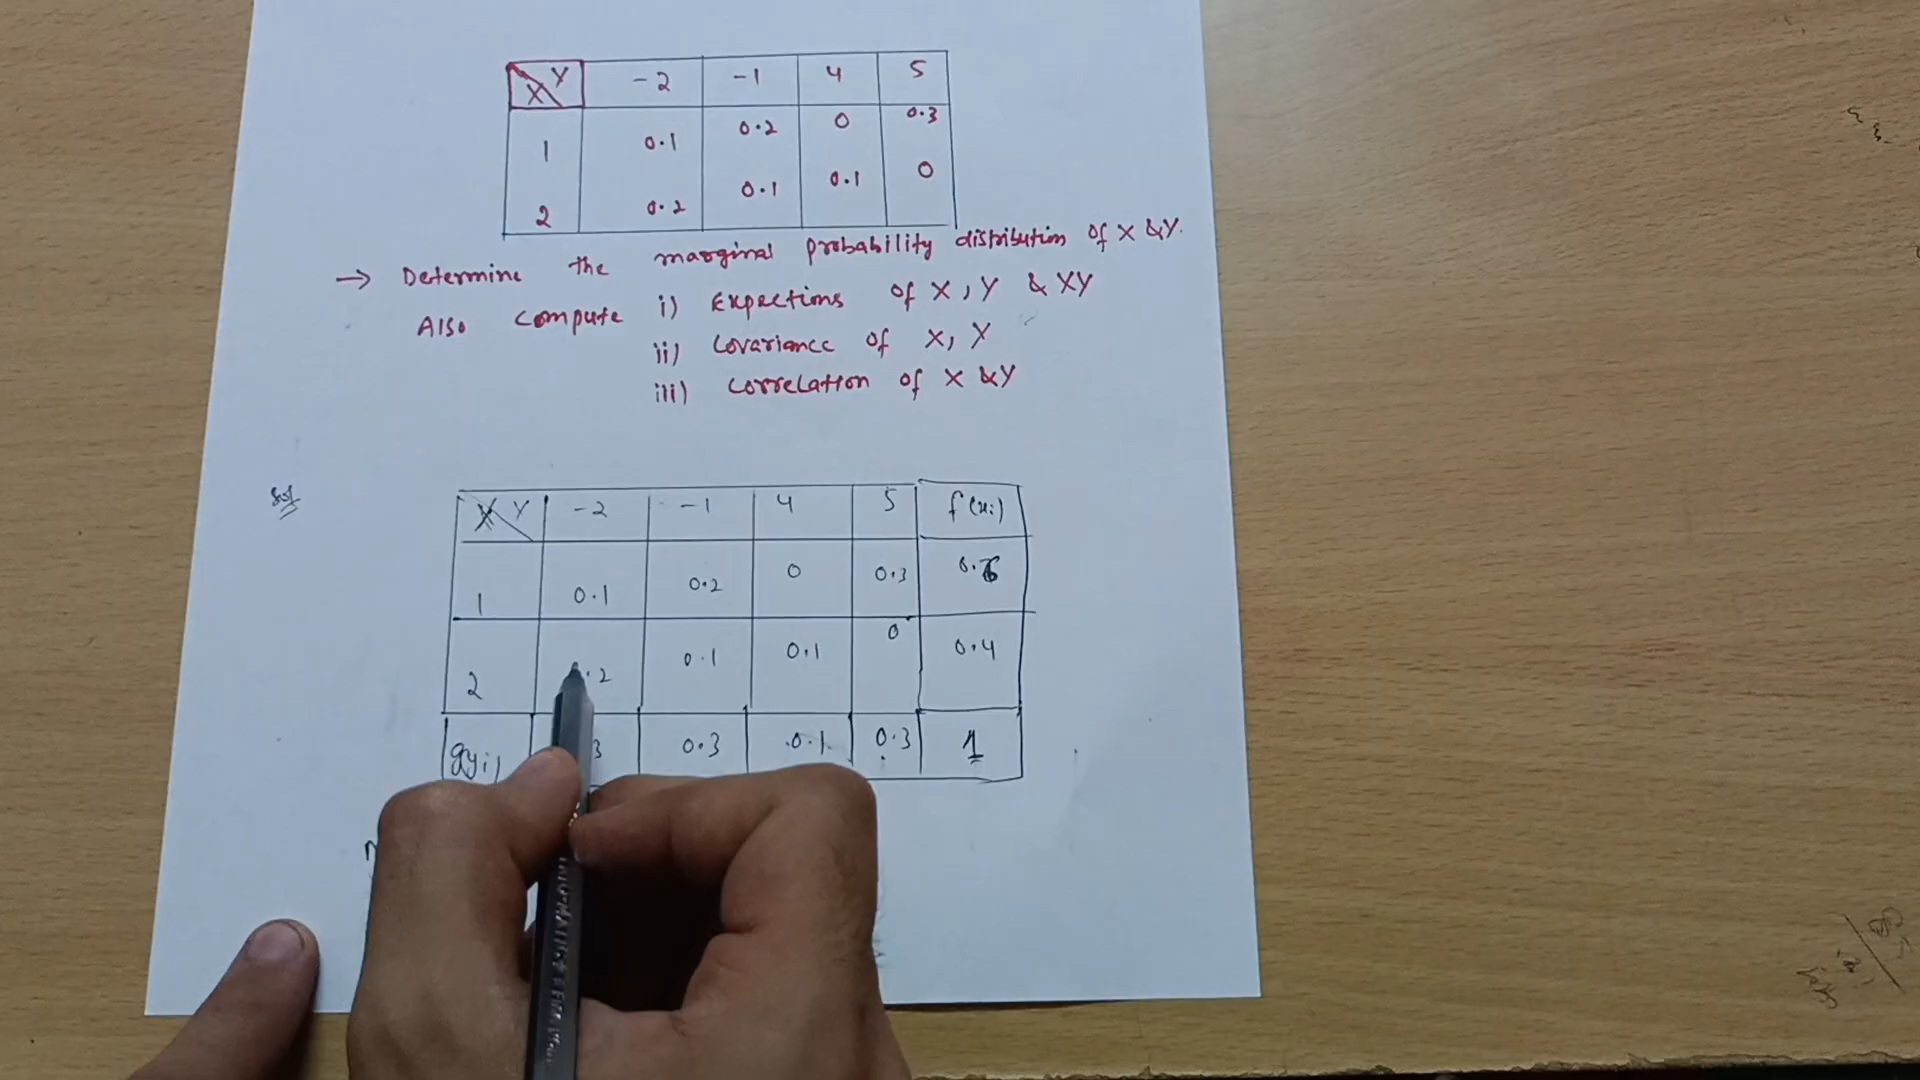 X Y -2 -1 4 5
1 0.1 0.2 0 0.3
2 0.2 0.1 0.1 0
→ Determine the marginal probability distribution of X & Y.
Also compute i) Expections of X, Y & XY
ii) Covariance of X, Y
iii) Correlation of X & Y
Sol
X Y -2 -1 4 5 f(xi)
1 0.1 0.2 0 0.3 0.6
2 .2 0.1 0.1 0 0.4
g(yi) 3 0.3 0.1 0.3 1